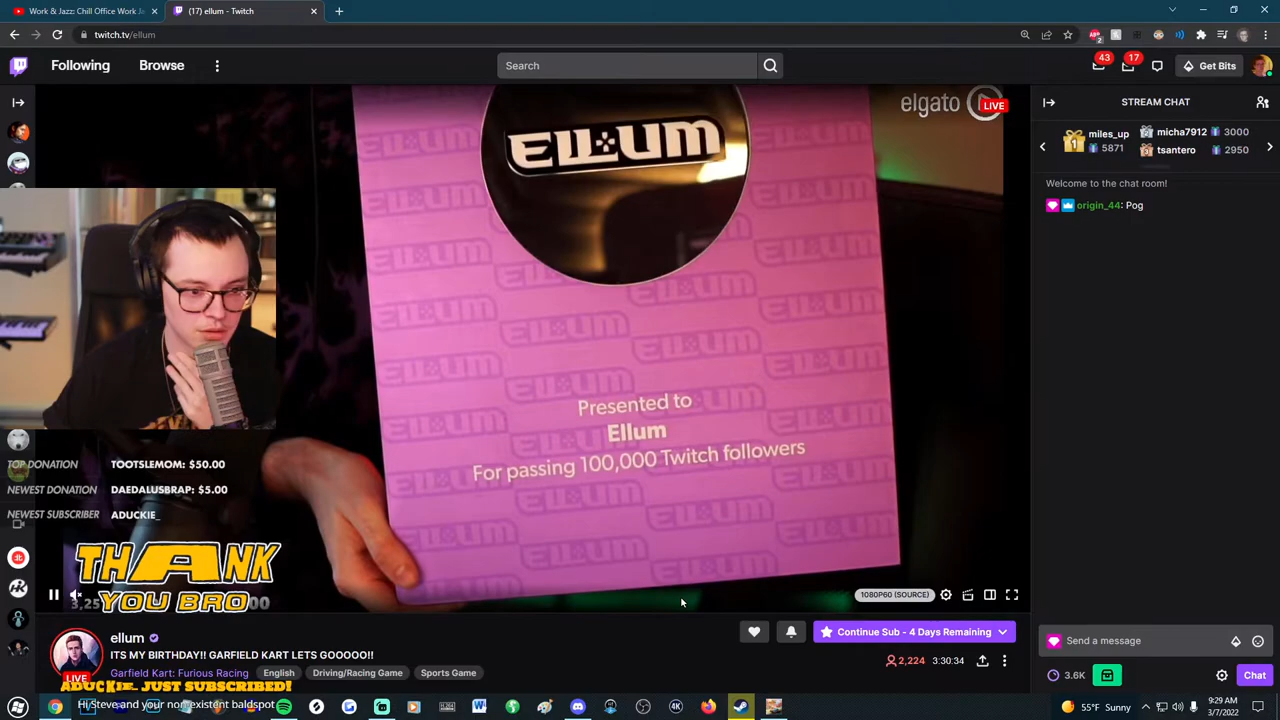 Work & Jazz: Chill Office Work Ja
(17) ellum - Twitch
twitch.tv/ellum
Following
Browse
Search
43
17
Get Bits
elgato
LIVE
STREAM CHAT
miles_up
5871
micha7912 3000
tsantero 2950
Welcome to the chat room!
origin_44: Pog
ELLUM
Presented to
Ellum
For passing 100,000 Twitch followers
TOP DONATION TOOTSLEMOM: $50.00
NEWEST DONATION DAEDALUSBRAP: $5.00
NEWEST SUBSCRIBER ADUCKIE_
THANK
YOU BRO
1080P60 (SOURCE)
ellum
ITS MY BIRTHDAY!! GARFIELD KART LETS GOOOOO!!
Garfield Kart: Furious Racing
English
Driving/Racing Game
Sports Game
LIVE
Continue Sub - 4 Days Remaining
2,224
3:30:34
Send a message
3.6K
Chat
ADUCKIE_ JUST SUBSCRIBED!
Hi Steve and your nonexistent baldspot
55°F Sunny
9:29 AM
3/7/2022